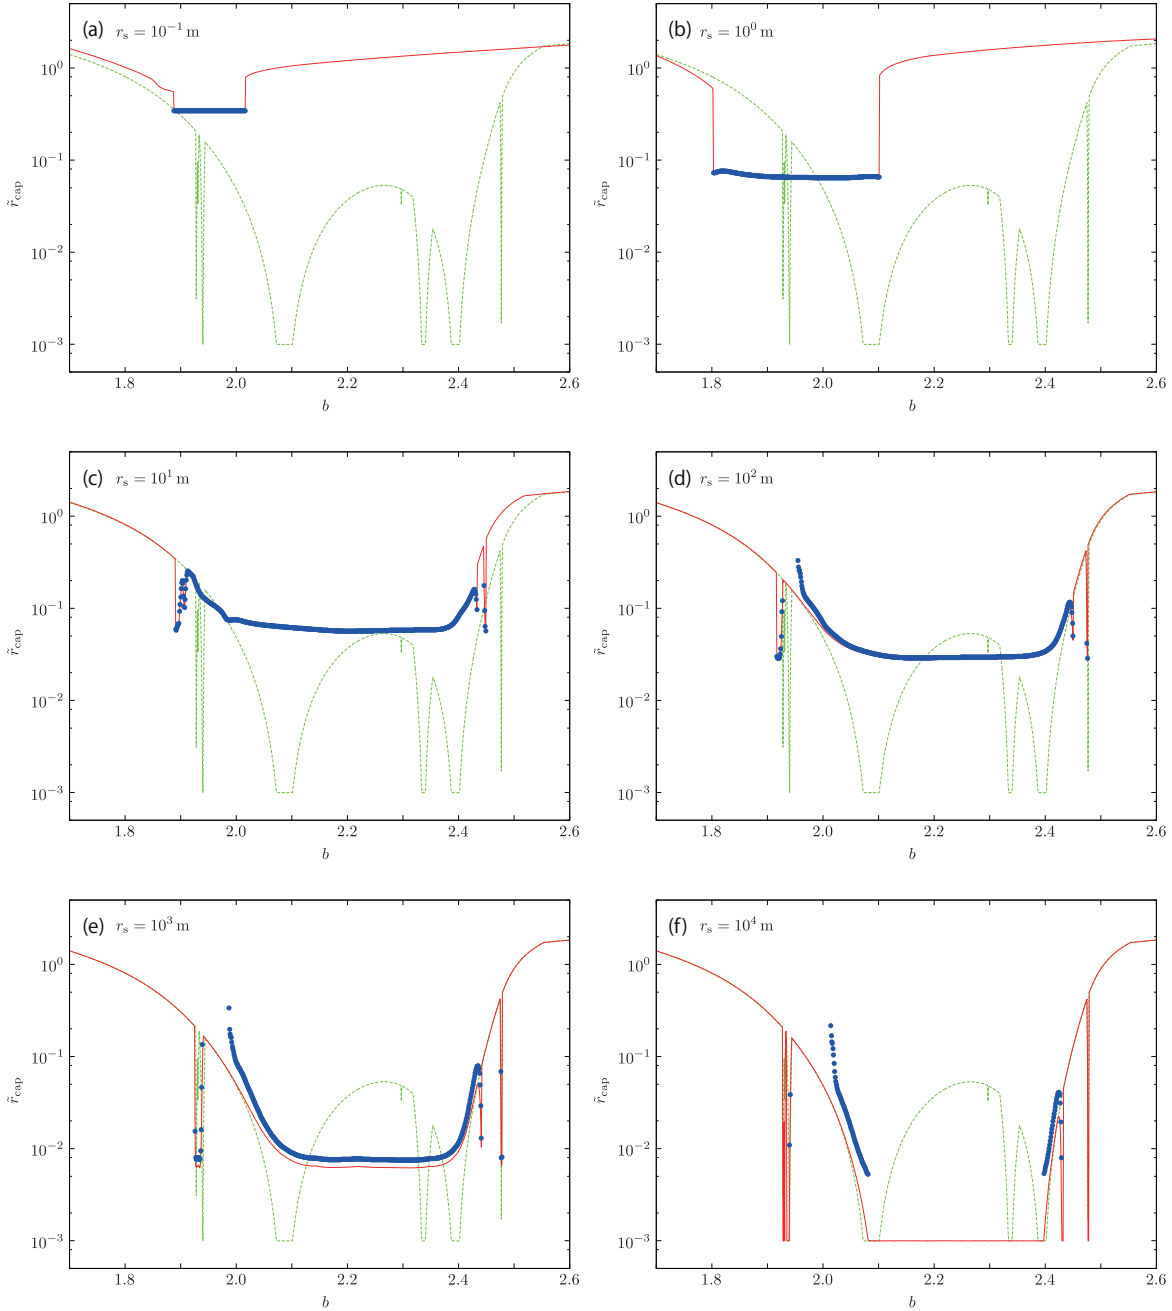 (a) r_s = 10^{-1} m
(b) r_s = 10^0 m
10^0
10^{-1}
10^{-2}
10^{-3}
r̃_cap
1.8 2.0 2.2 2.4 2.6
b
10^0
10^{-1}
10^{-2}
10^{-3}
r̃_cap
1.8 2.0 2.2 2.4 2.6
b
(c) r_s = 10^1 m
(d) r_s = 10^2 m
10^0
10^{-1}
10^{-2}
10^{-3}
r̃_cap
1.8 2.0 2.2 2.4 2.6
b
10^0
10^{-1}
10^{-2}
10^{-3}
r̃_cap
1.8 2.0 2.2 2.4 2.6
b
(e) r_s = 10^3 m
(f) r_s = 10^4 m
10^0
10^{-1}
10^{-2}
10^{-3}
r̃_cap
1.8 2.0 2.2 2.4 2.6
b
10^0
10^{-1}
10^{-2}
10^{-3}
r̃_cap
1.8 2.0 2.2 2.4 2.6
b